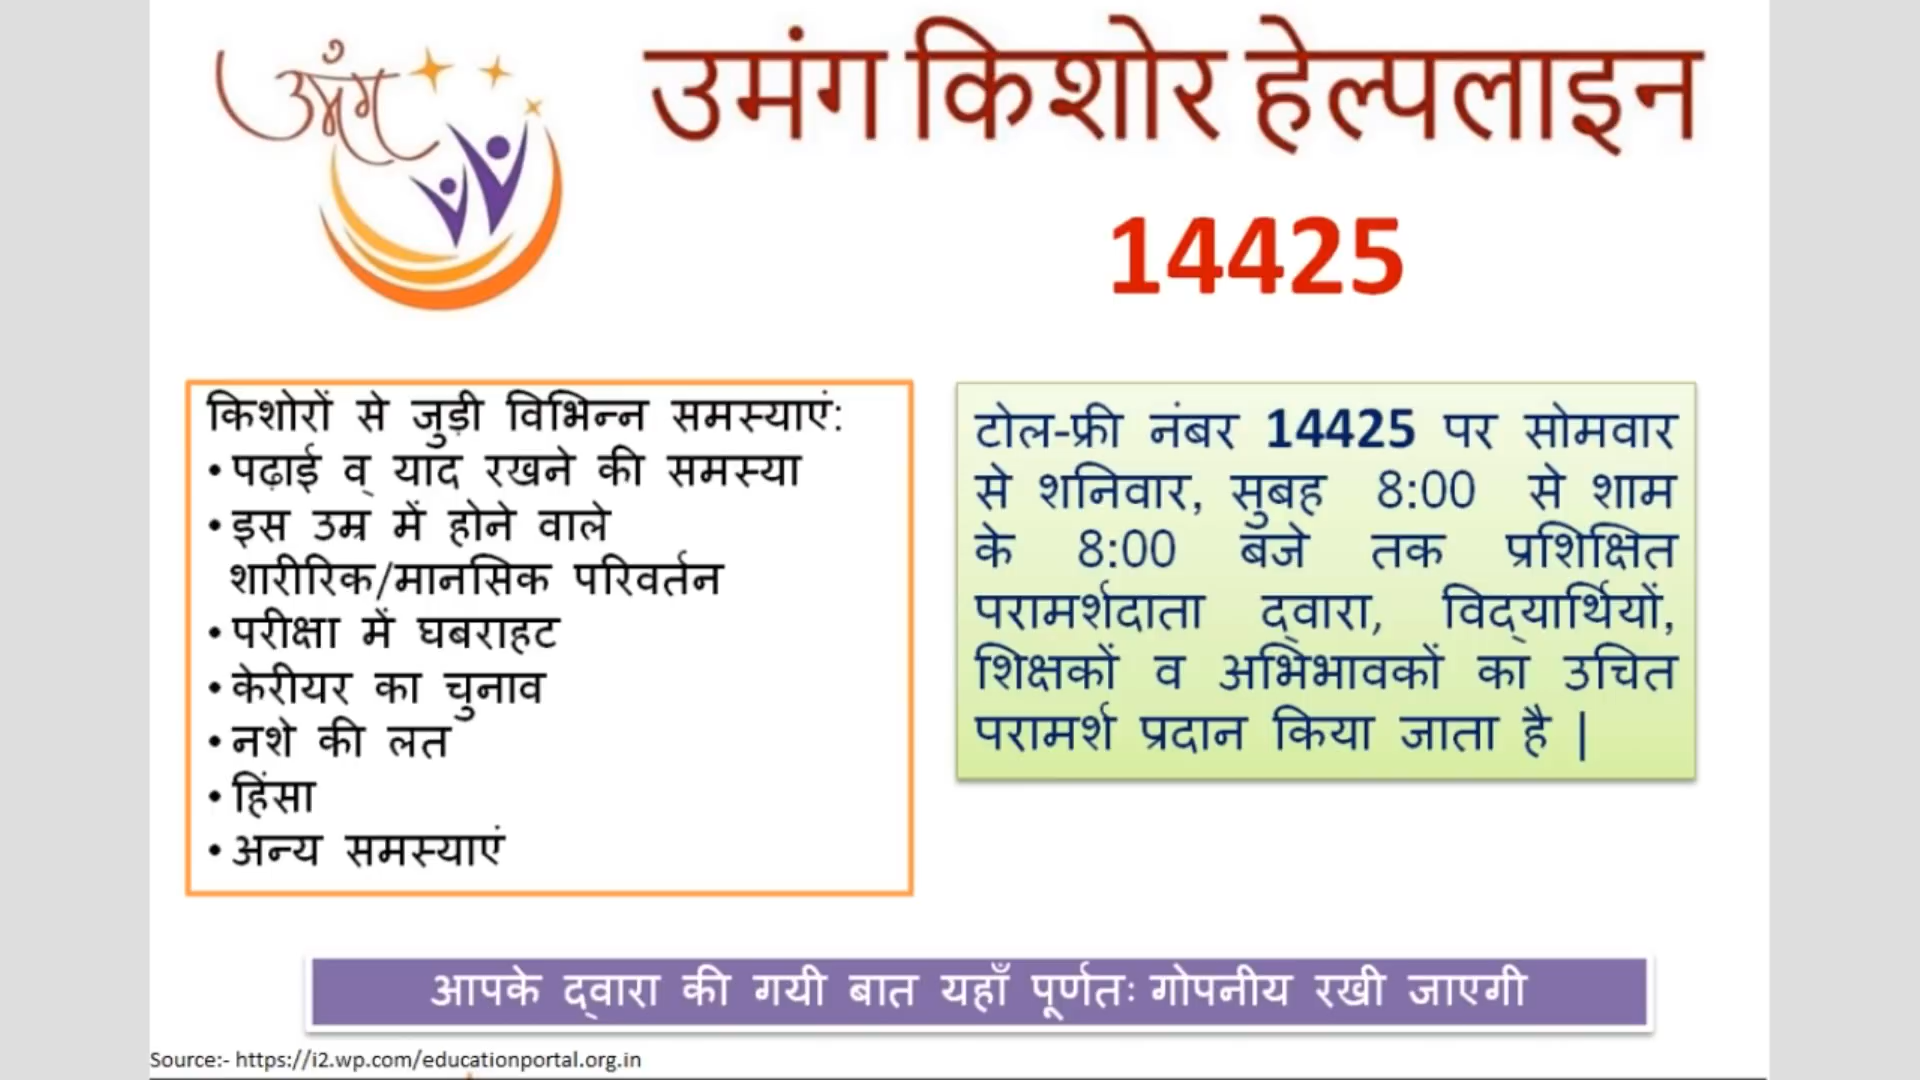 उमंग
उमंग किशोर हेल्पलाइन
14425
किशोरों से जुड़ी विभिन्न समस्याएं:
• पढ़ाई व् याद रखने की समस्या
• इस उम्र में होने वाले
शारीरिक/मानसिक परिवर्तन
• परीक्षा में घबराहट
• केरीयर का चुनाव
• नशे की लत
• हिंसा
• अन्य समस्याएं
टोल-फ्री नंबर 14425 पर सोमवार
से शनिवार, सुबह 8:00 से शाम
के 8:00 बजे तक प्रशिक्षित
परामर्शदाता द्वारा, विद्यार्थियों,
शिक्षकों व अभिभावकों का उचित
परामर्श प्रदान किया जाता है |
आपके द्वारा की गयी बात यहाँ पूर्णतः गोपनीय रखी जाएगी
Source:- https://i2.wp.com/educationportal.org.in